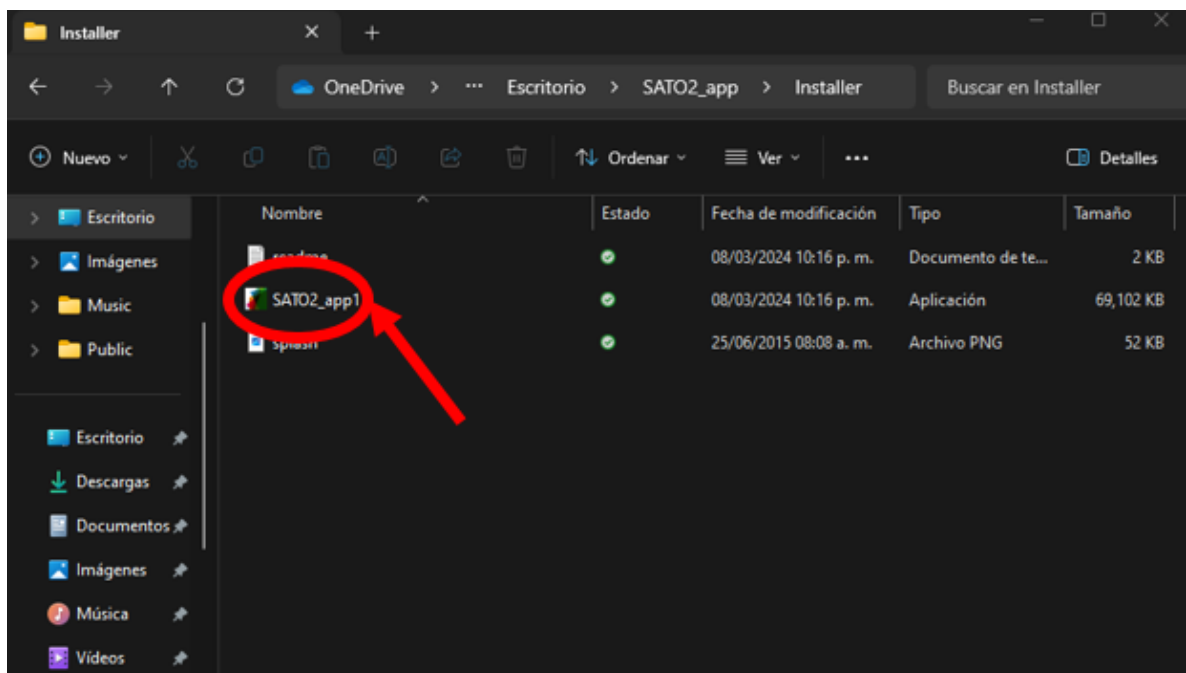 Installer
OneDrive > ... Escritorio > SATO2_app > Installer
Buscar en Installer
Nuevo
Ordenar
Ver
...
Detalles
Nombre Estado Fecha de modificación Tipo Tamaño
readme 08/03/2024 10:16 p. m. Documento de te... 2 KB
SATO2_app1 08/03/2024 10:16 p. m. Aplicación 69,102 KB
splash 25/06/2015 08:08 a. m. Archivo PNG 52 KB
Escritorio
Imágenes
Music
Public
Escritorio
Descargas
Documentos
Imágenes
Música
Vídeos